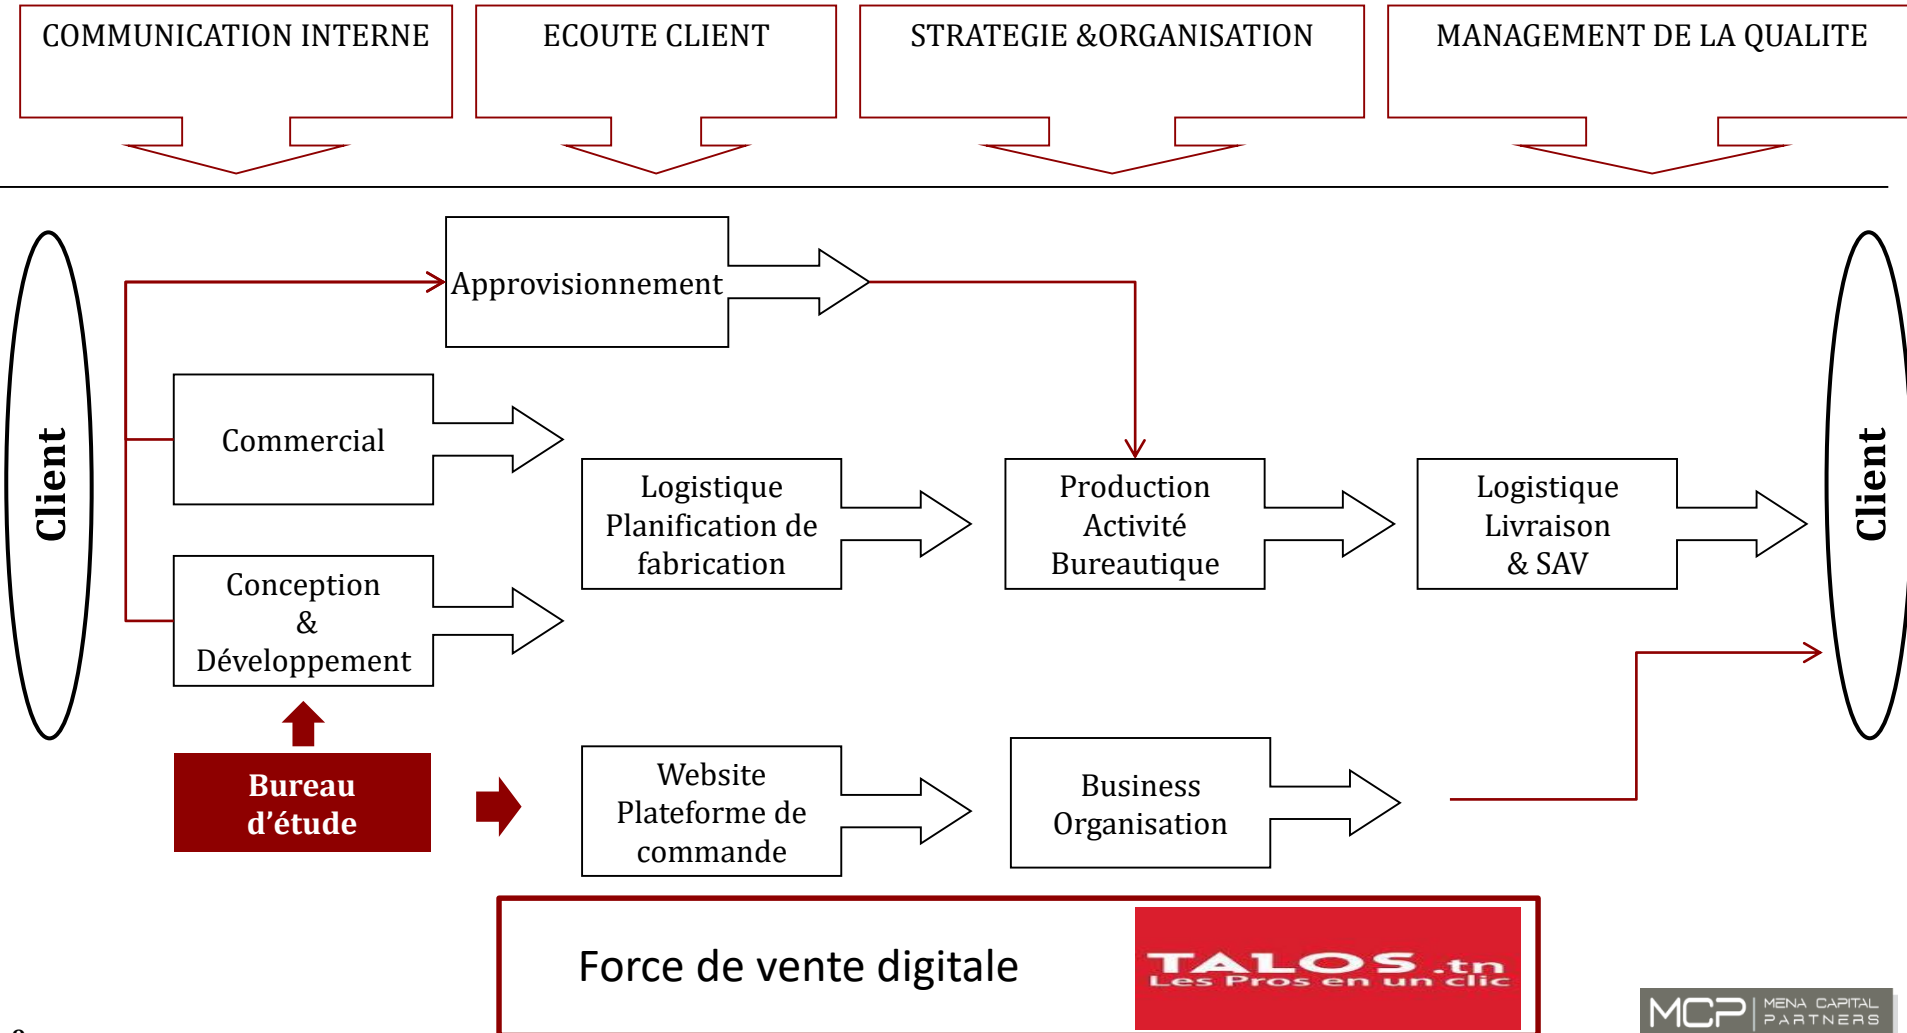 COMMUNICATION INTERNE
ECOUTE CLIENT
STRATEGIE &ORGANISATION
MANAGEMENT DE LA QUALITE
Client
Approvisionnement
Commercial
Conception
&
Développement
Logistique
Planification de
fabrication
Production
Activité
Bureautique
Logistique
Livraison
& SAV
Client
Bureau
d’étude
Website
Plateforme de
commande
Business
Organisation
Force de vente digitale
TALOS.tn
Les Pros en un clic
MCP
MENA CAPITAL
PARTNERS